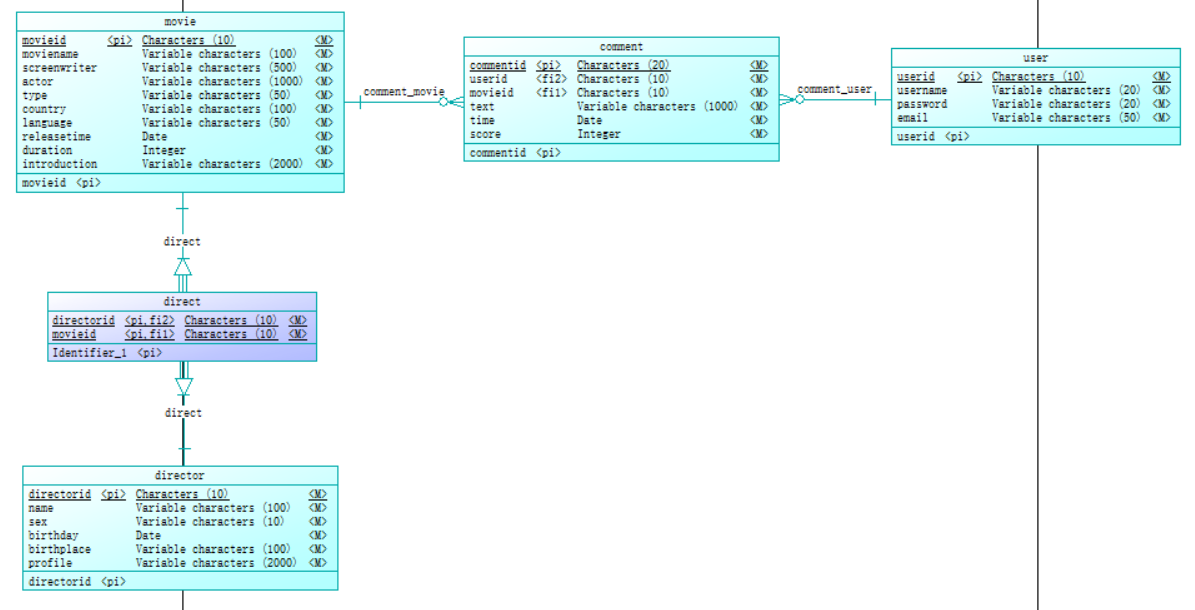 movie
movieid <pi> Characters (10) <M>
moviename Variable characters (100) <M>
screenwriter Variable characters (500) <M>
actor Variable characters (1000) <M>
type Variable characters (50) <M>
country Variable characters (100) <M>
language Variable characters (50) <M>
releasetime Date <M>
duration Integer <M>
introduction Variable characters (2000) <M>
movieid <pi>
comment_movie
comment
commentid <pi> Characters (20) <M>
userid <fi2> Characters (10) <M>
movieid <fi1> Characters (10) <M>
text Variable characters (1000) <M>
time Date <M>
score Integer <M>
commentid <pi>
comment_user
user
userid <pi> Characters (10) <M>
username Variable characters (20) <M>
password Variable characters (20) <M>
email Variable characters (50) <M>
userid <pi>
direct
direct
directorid <pi,fi2> Characters (10) <M>
movieid <pi,fi1> Characters (10) <M>
Identifier_1 <pi>
direct
director
directorid <pi> Characters (10) <M>
name Variable characters (100) <M>
sex Variable characters (10) <M>
birthday Date <M>
birthplace Variable characters (100) <M>
profile Variable characters (2000) <M>
directorid <pi>